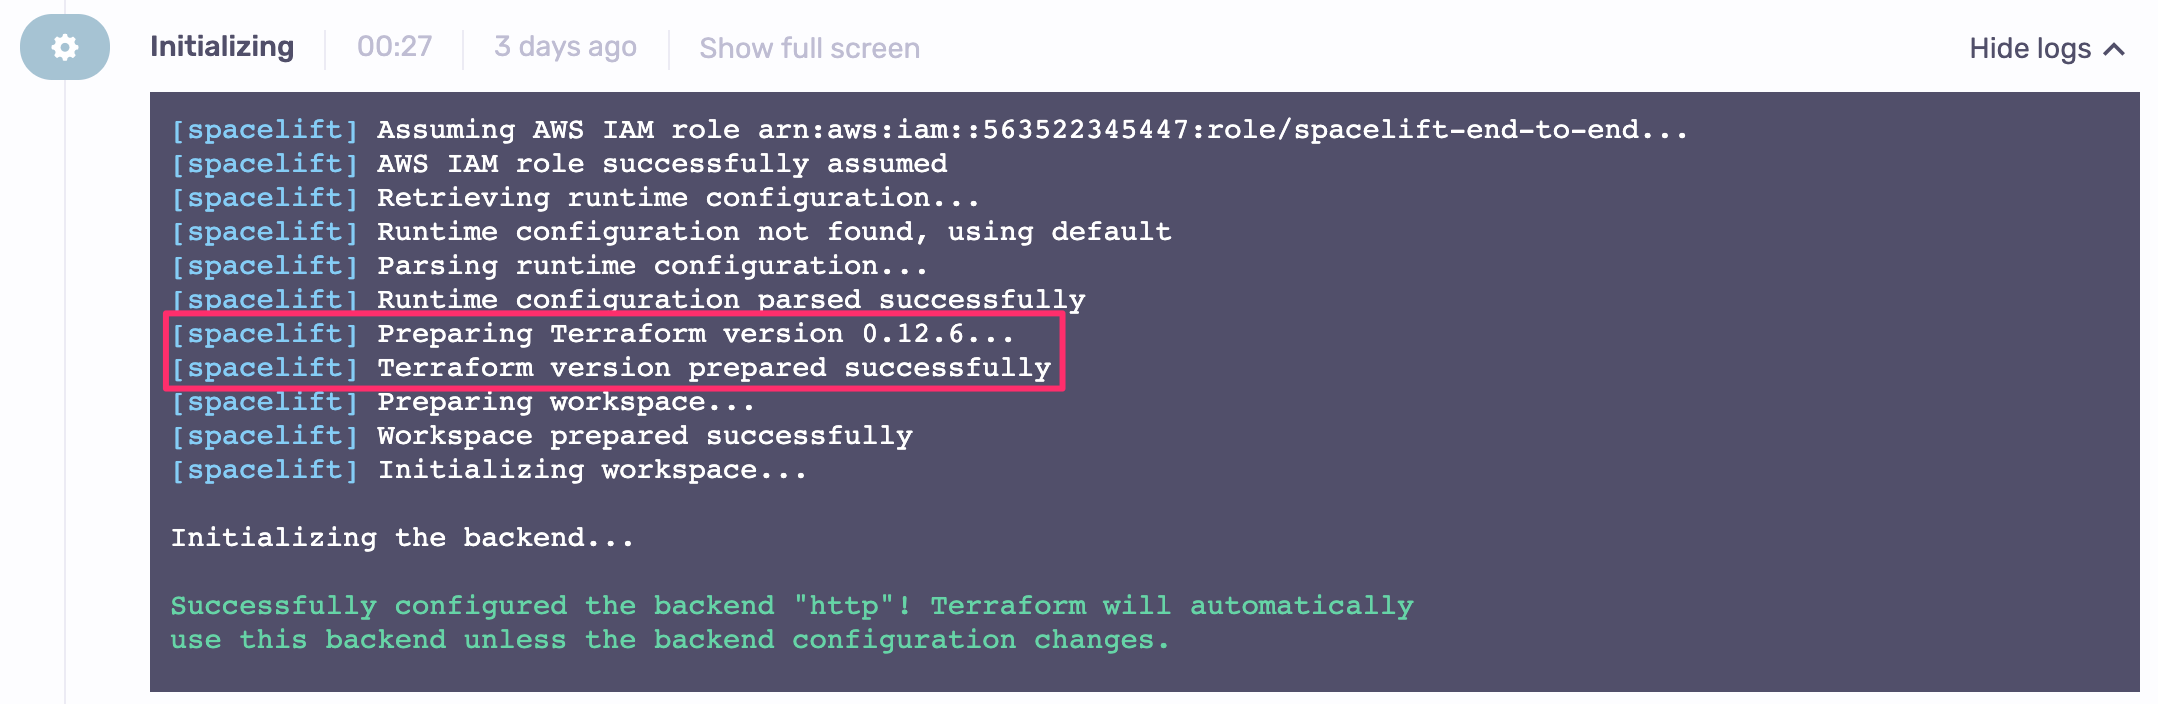 Initializing 00:27 3 days ago Show full screen Hide logs
[spacelift] Assuming AWS IAM role arn:aws:iam::563522345447:role/spacelift-end-to-end...
[spacelift] AWS IAM role successfully assumed
[spacelift] Retrieving runtime configuration...
[spacelift] Runtime configuration not found, using default
[spacelift] Parsing runtime configuration...
[spacelift] Runtime configuration parsed successfully
[spacelift] Preparing Terraform version 0.12.6...
[spacelift] Terraform version prepared successfully
[spacelift] Preparing workspace...
[spacelift] Workspace prepared successfully
[spacelift] Initializing workspace...
Initializing the backend...
Successfully configured the backend "http"! Terraform will automatically
use this backend unless the backend configuration changes.